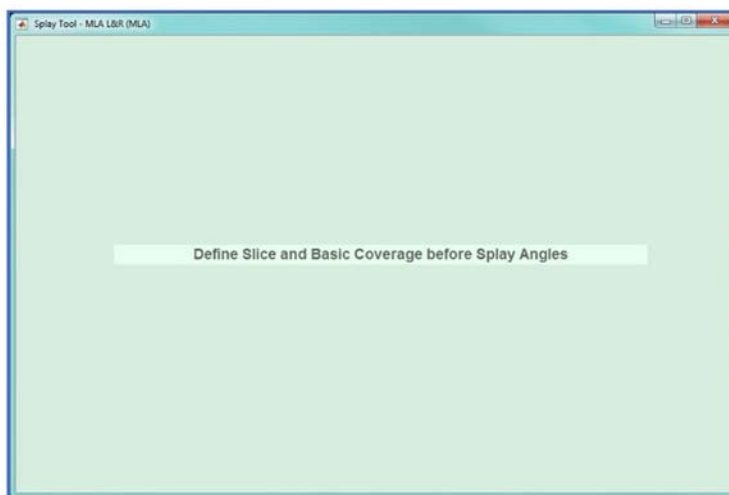 Splay Tool - MLA L&R (MLA)
Define Slice and Basic Coverage before Splay Angles